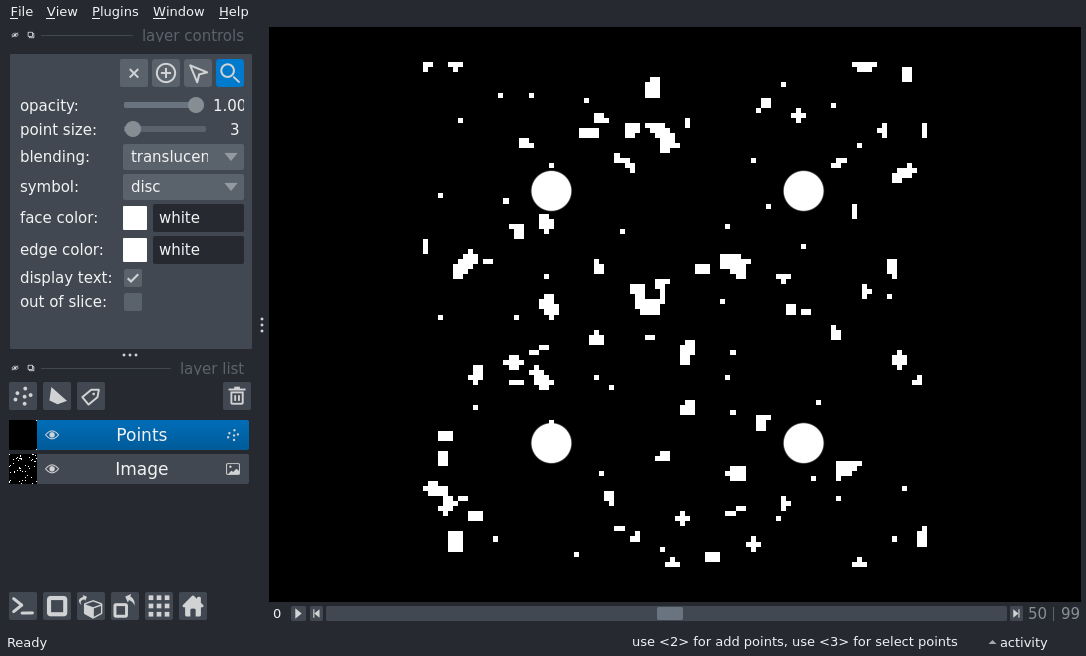 File View Plugins Window Help
layer controls
opacity: 1.00
point size: 3
blending: translucen
symbol: disc
face color: white
edge color: white
display text:
out of slice:
layer list
Points
Image
0 50 | 99
Ready use <2> for add points, use <3> for select points activity